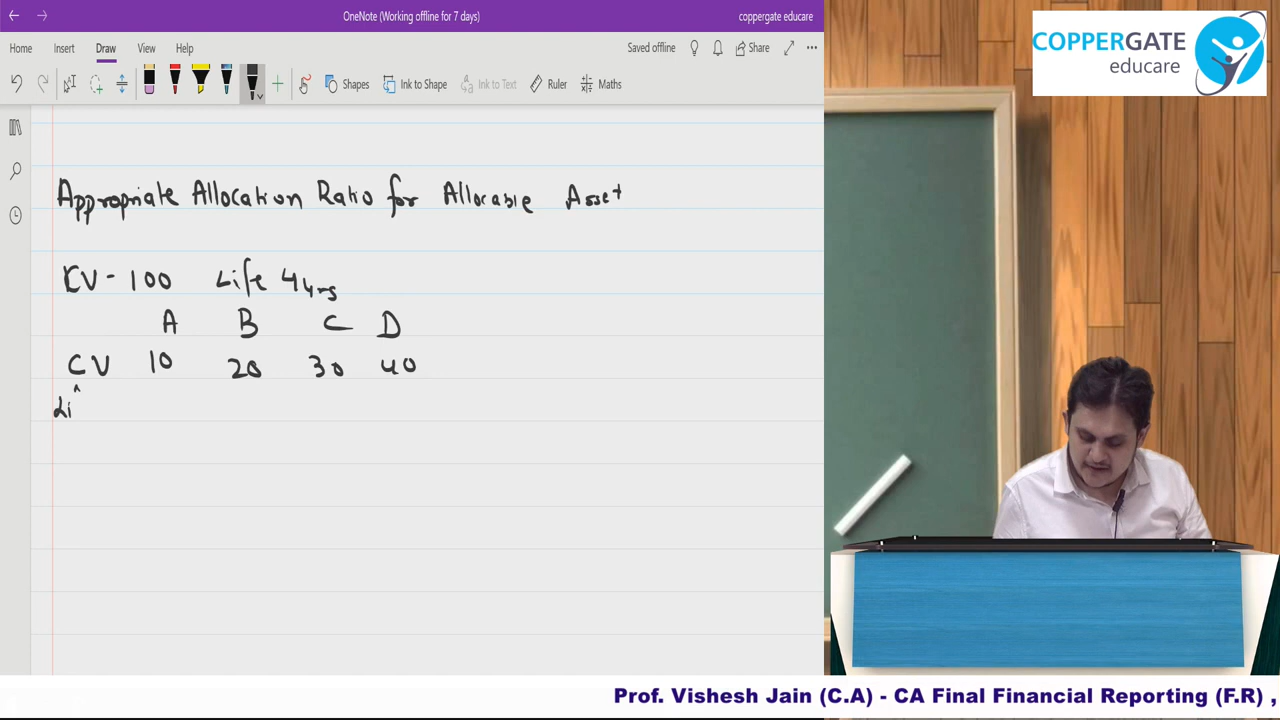 OneNote (Working offline for 7 days)
coppergate educare
Home Insert Draw View Help
Saved offline
Share
Shapes
Ink to Shape
Ink to Text
Ruler
Maths
COPPERGATE
educare
Appropriate Allocation Ratio for Allocable Asset
CV - 100 Life 4 yrs
A B C D
CV 10 20 30 40
Li
Prof. Vishesh Jain (C.A) - CA Final Financial Reporting (F.R) ,